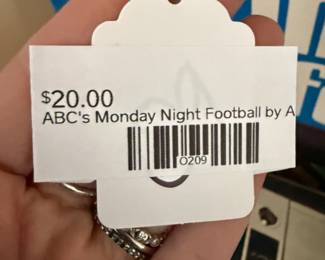 $20.00
ABC's Monday Night Football by A
O209